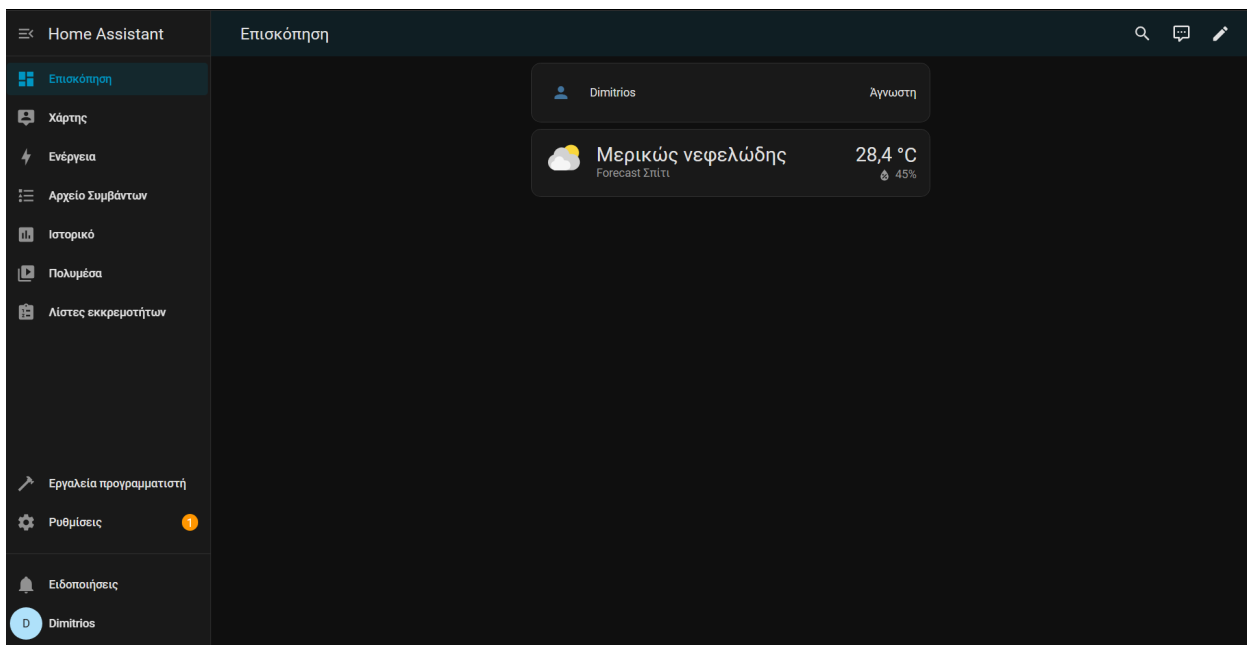 Home Assistant
Επισκόπηση
Επισκόπηση
Χάρτης
Ενέργεια
Αρχείο Συμβάντων
Ιστορικό
Πολυμέσα
Λίστες εκκρεμοτήτων
Εργαλεία προγραμματιστή
Ρυθμίσεις 1
Ειδοποιήσεις
D Dimitrios
Dimitrios Άγνωστη
Μερικώς νεφελώδης 28,4 °C
Forecast Σπίτι 45%